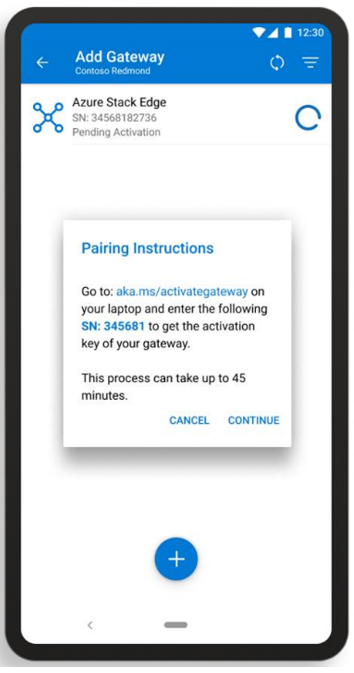 12:30
Add Gateway
Contoso Redmond
Azure Stack Edge
SN: 34568182736
Pending Activation
Pairing Instructions
Go to: aka.ms/activategateway on
your laptop and enter the following
SN: 345681 to get the activation
key of your gateway.
This process can take up to 45
minutes.
CANCEL CONTINUE